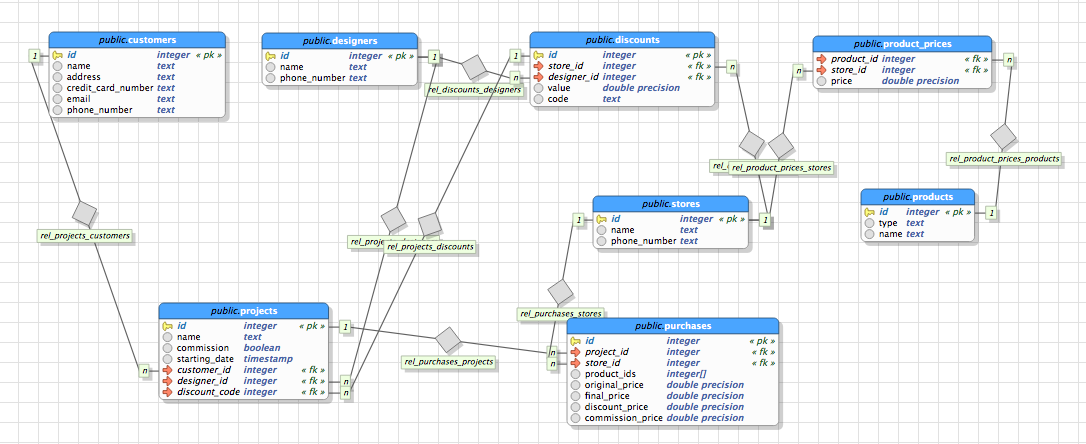 public.customers
1
id integer « pk »
name text
address text
credit_card_number text
email text
phone_number text
public.designers
id integer « pk »
name text
phone_number text
1
rel_discounts_designers
1
n
public.discounts
id integer « pk »
store_id integer « fk »
designer_id integer « fk »
value double precision
code text
n
public.product_prices
product_id integer « fk »
store_id integer « fk »
price double precision
n
n
rel_product_prices_stores
rel_product_prices_products
public.stores
id integer « pk »
name text
phone_number text
1
1
public.products
id integer « pk »
type text
name text
1
rel_projects_customers
rel_projects_discounts
public.projects
id integer « pk »
name text
commission boolean
starting_date timestamp
customer_id integer « fk »
designer_id integer « fk »
discount_code integer « fk »
n
1
n
n
rel_purchases_projects
rel_purchases_stores
n
n
public.purchases
id integer « pk »
project_id integer « fk »
store_id integer « fk »
product_ids integer[]
original_price double precision
final_price double precision
discount_price double precision
commission_price double precision